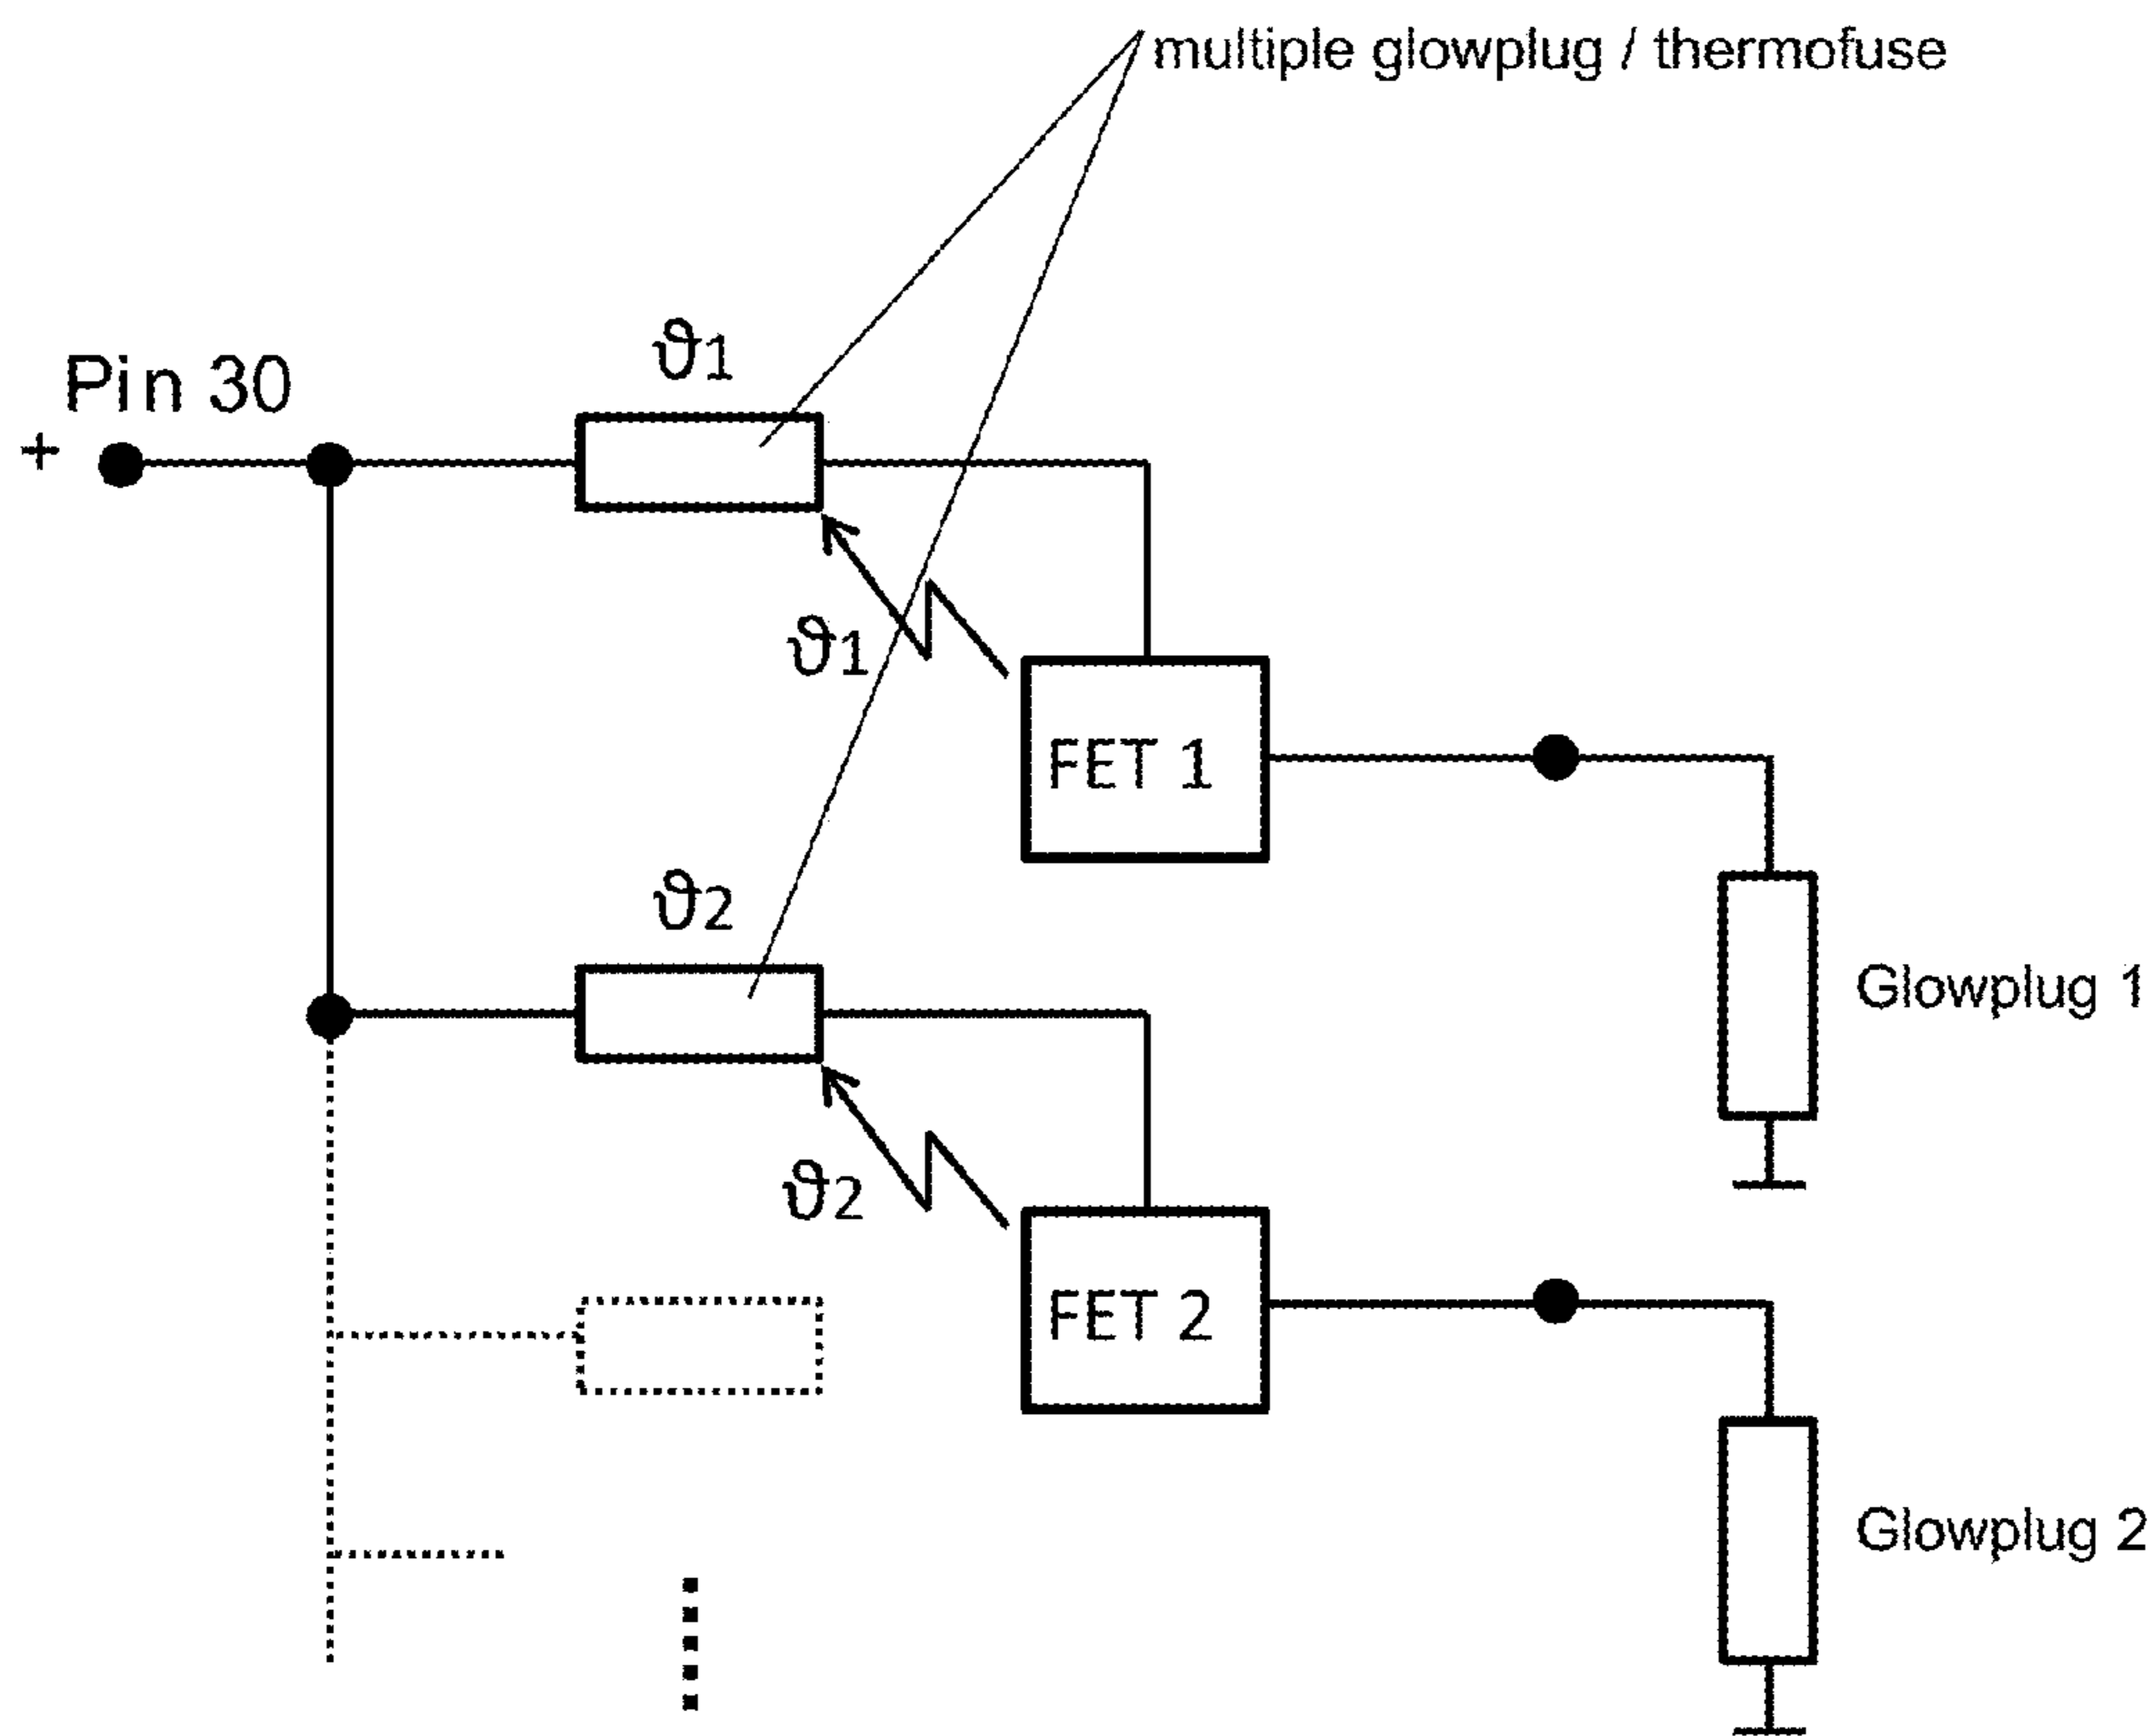 multiple glowplug / thermofuse
ϑ1
Pin 30
+
ϑ1
FET 1
ϑ2
Glowplug 1
ϑ2
FET 2
Glowplug 2